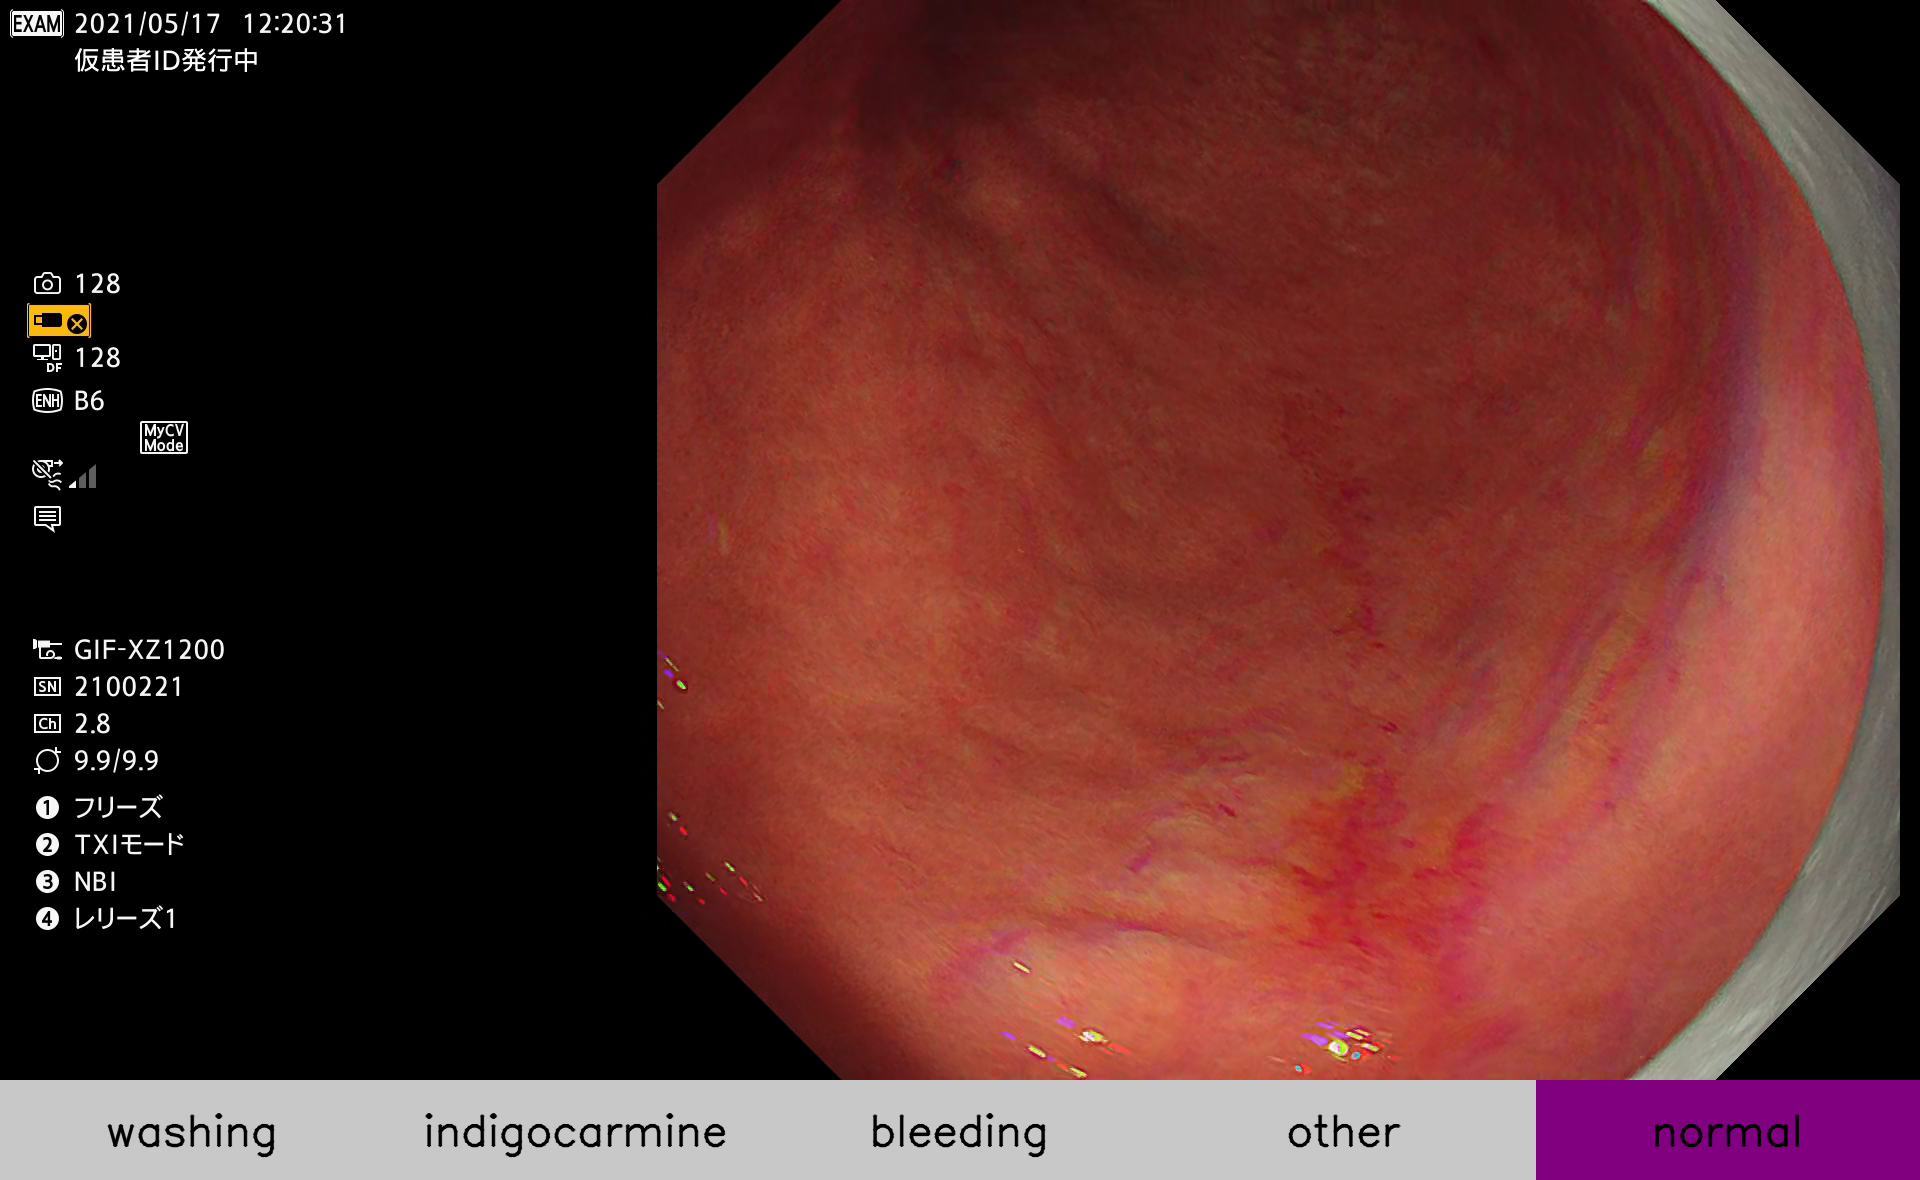 EXAM 2021/05/17 12:20:31
仮患者ID発行中
128
DF 128
ENH B6
MyCV
Mode
GIF-XZ1200
SN 2100221
Ch 2.8
9.9/9.9
1 フリーズ
2 TXIモード
3 NBI
4 レリーズ1
washing indigocarmine bleeding other normal